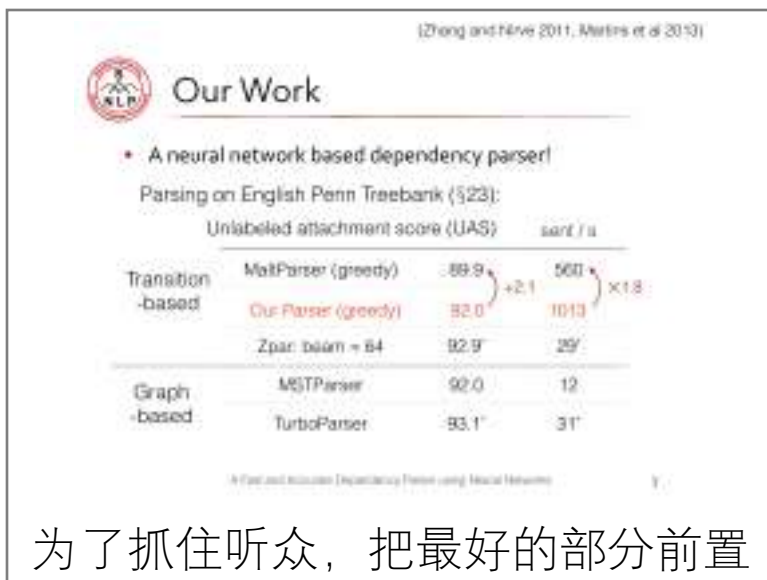 (Zhang and Nirve 2011, Martins et al 2013)
NLP
Our Work
• A neural network based dependency parser!
Parsing on English Penn Treebank (§23):
Unlabeled attachment score (UAS) sent / s
Transition
-based
MaltParser (greedy) 89.9 560
+2.1 ×1.8
Our Parser (greedy) 92.0 1013
Zpar: beam = 64 92.9* 29*
Graph
-based
MSTParser 92.0 12
TurboParser 93.1* 31*
A Fast and Accurate Dependency Parser using Neural Networks
为了抓住听众，把最好的部分前置